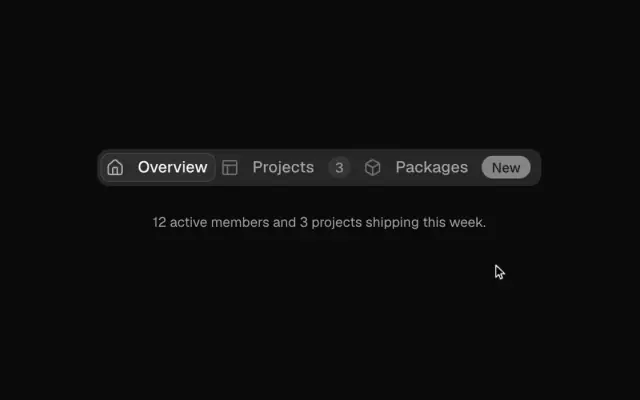 Overview Projects 3 Packages New
12 active members and 3 projects shipping this week.